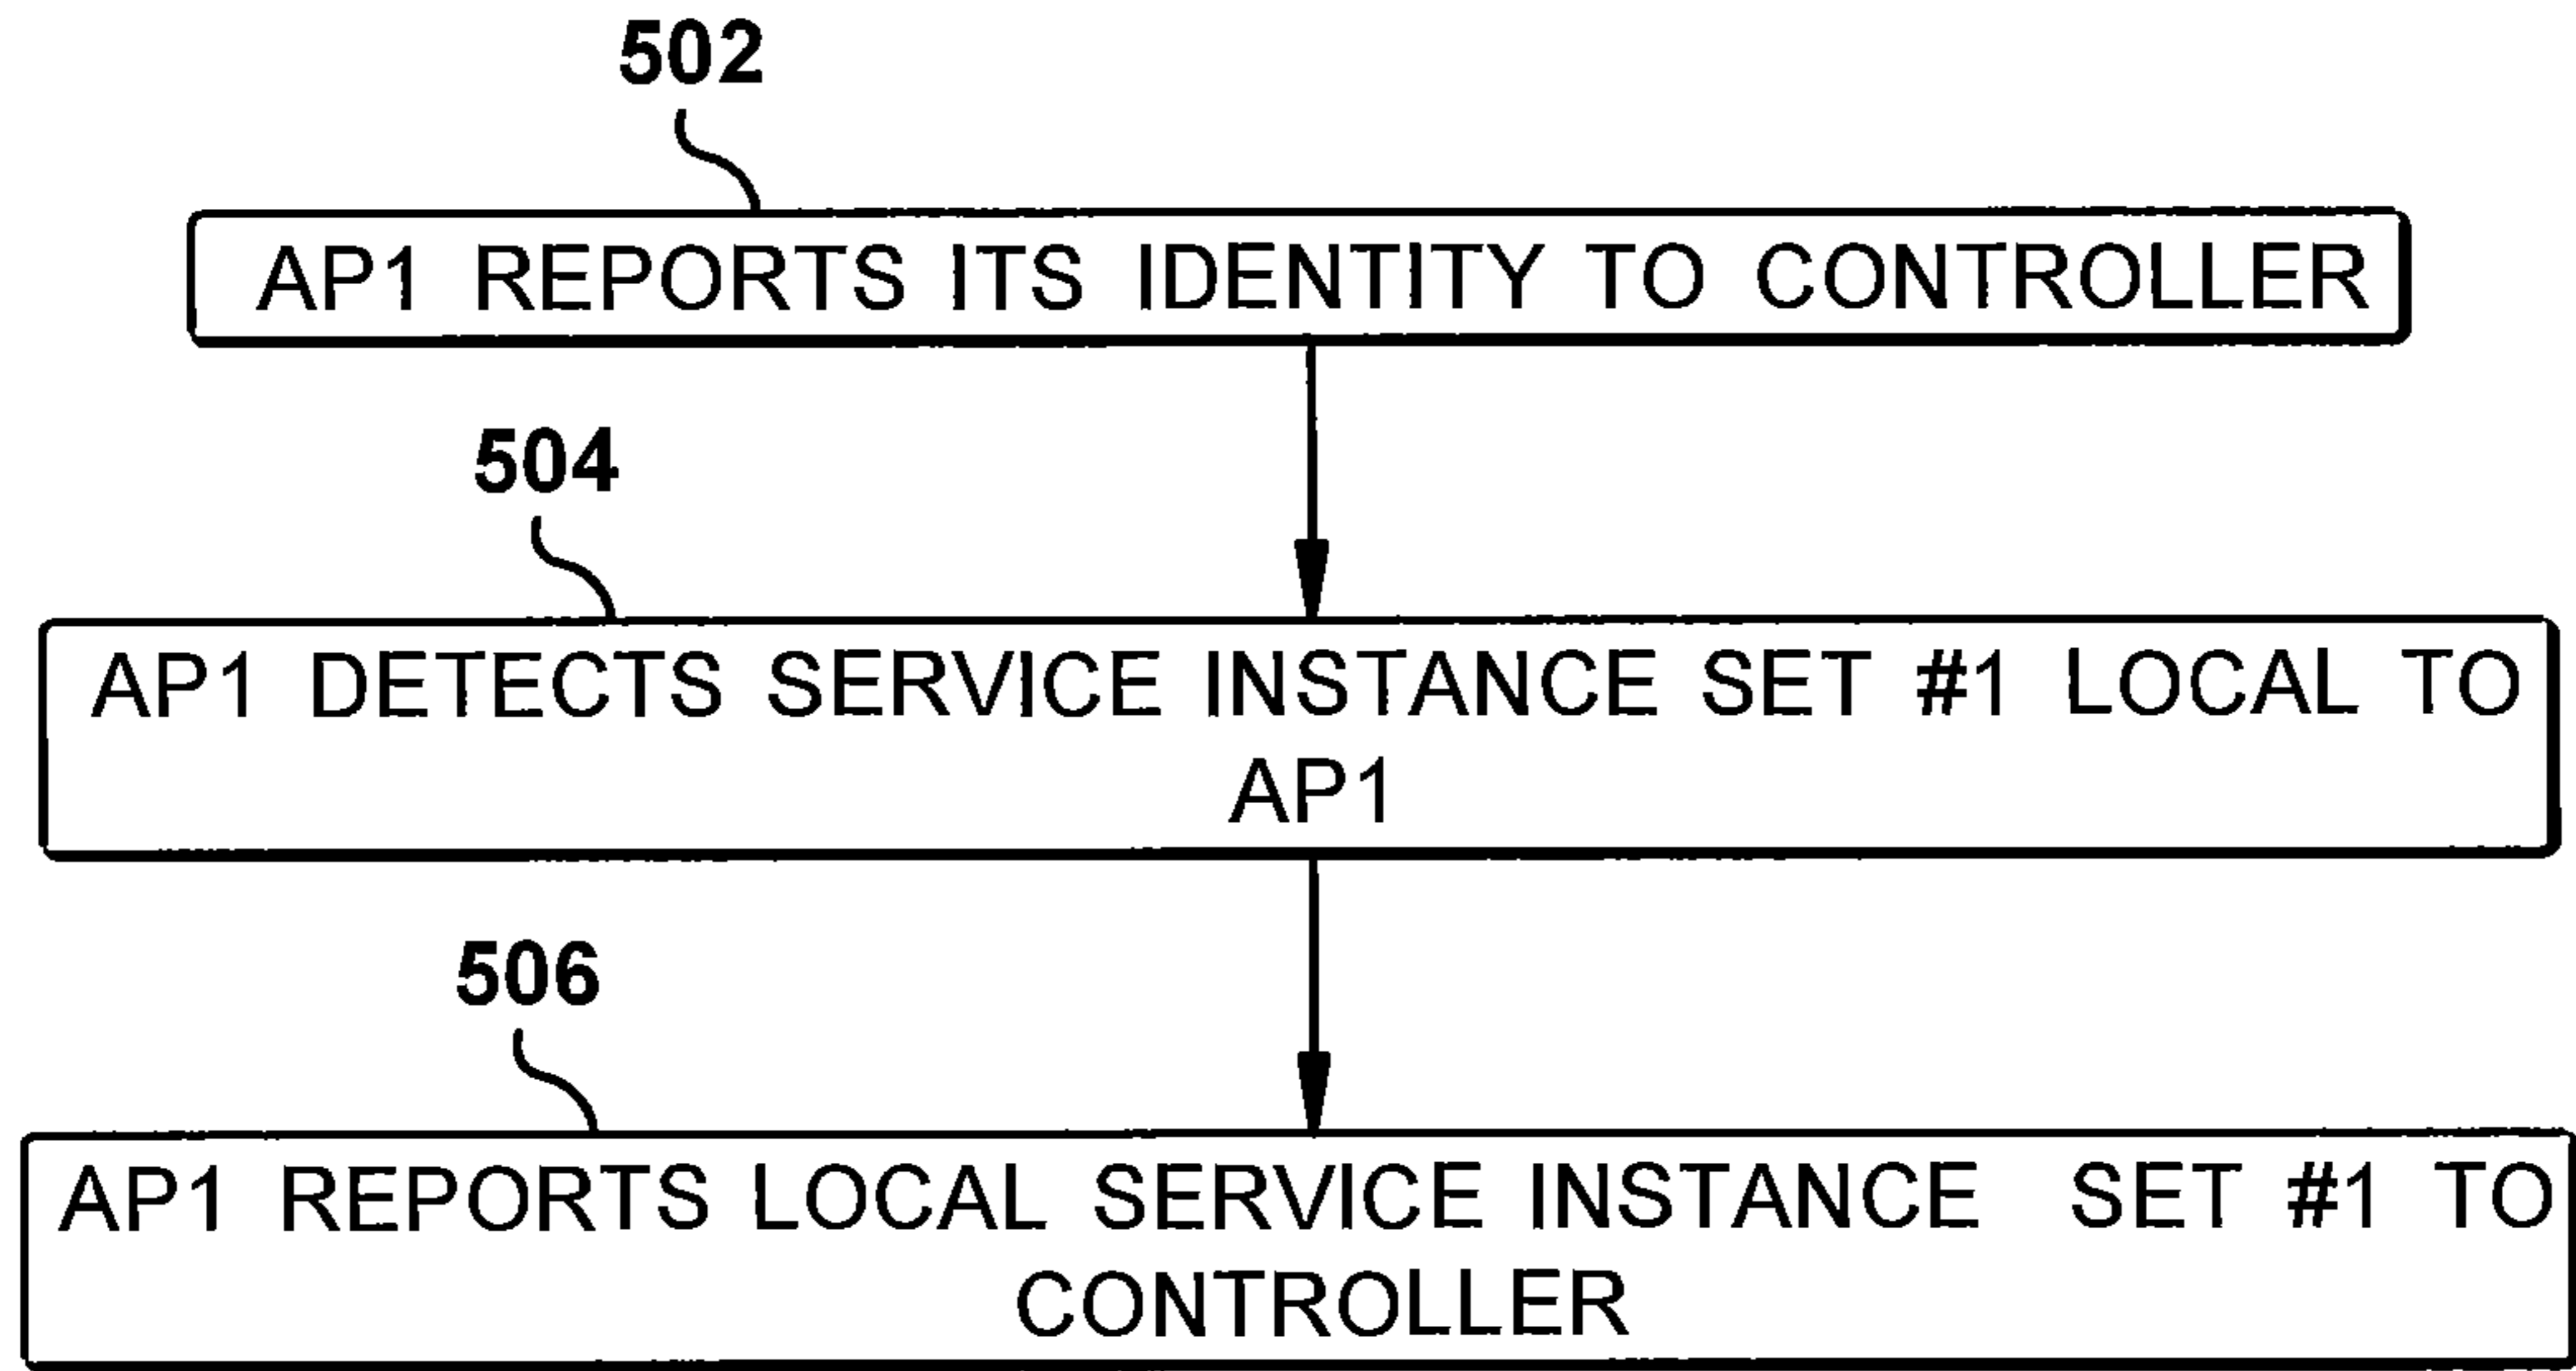 502
AP1 REPORTS ITS IDENTITY TO CONTROLLER
504
AP1 DETECTS SERVICE INSTANCE SET #1 LOCAL TO
AP1
506
AP1 REPORTS LOCAL SERVICE INSTANCE SET #1 TO
CONTROLLER